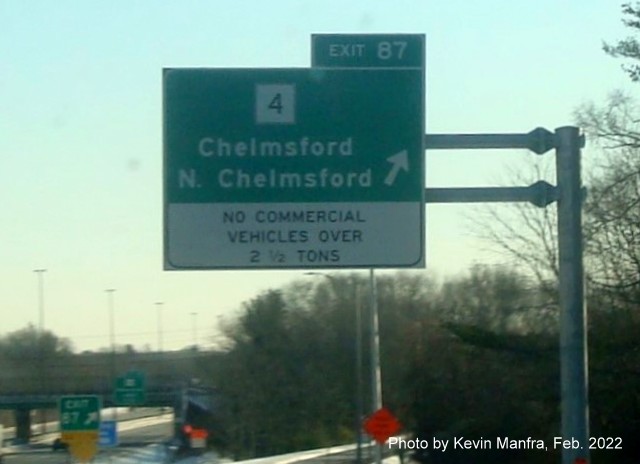 EXIT 87
4
Chelmsford
N. Chelmsford
NO COMMERCIAL
VEHICLES OVER
2 ½ TONS
EXIT
87
Photo by Kevin Manfra, Feb. 2022